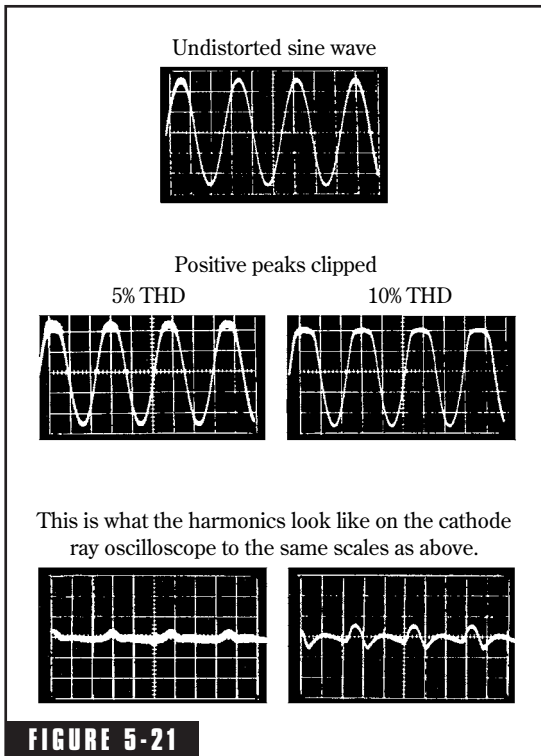 Undistorted sine wave
Positive peaks clipped
5% THD
10% THD
This is what the harmonics look like on the cathode
ray oscilloscope to the same scales as above.
FIGURE 5-21